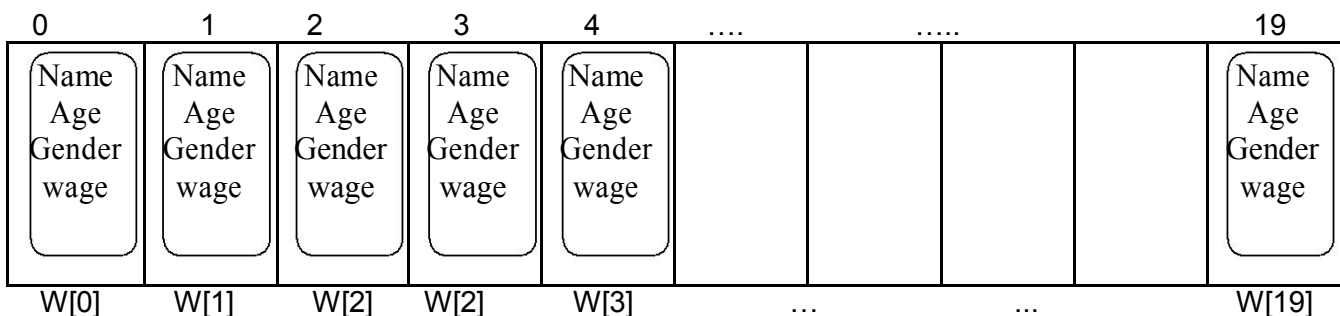 0 1 2 3 4 …. ….. 19
Name Name Name Name Name Name
Age Age Age Age Age Age
Gender Gender Gender Gender Gender Gender
wage wage wage wage wage wage
W[0] W[1] W[2] W[2] W[3] … ... W[19]